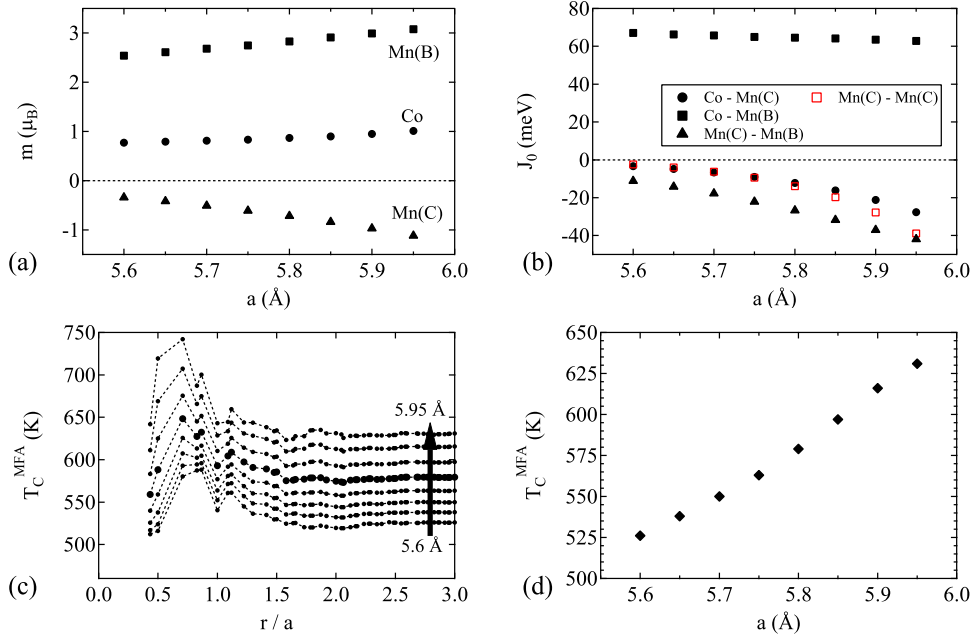 3
2
1
0
-1
m (μB)
Mn(B)
Co
Mn(C)
5.6 5.7 5.8 5.9 6.0
a (Å)
(a)
80
60
40
20
0
-20
-40
J0 (meV)
Co - Mn(C)
Mn(C) - Mn(C)
Co - Mn(B)
Mn(C) - Mn(B)
5.6 5.7 5.8 5.9 6.0
a (Å)
(b)
750
700
650
600
550
500
TC MFA (K)
5.95 Å
5.6 Å
0.0 0.5 1.0 1.5 2.0 2.5 3.0
r / a
(c)
650
625
600
575
550
525
500
TC MFA (K)
5.6 5.7 5.8 5.9 6.0
a (Å)
(d)